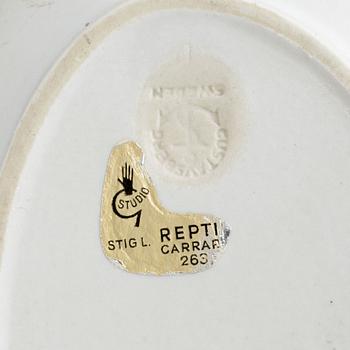 SWEDEN
GUSTAVSBERG
STUDIO
G
STIG L. REPTI
CARRAR
263